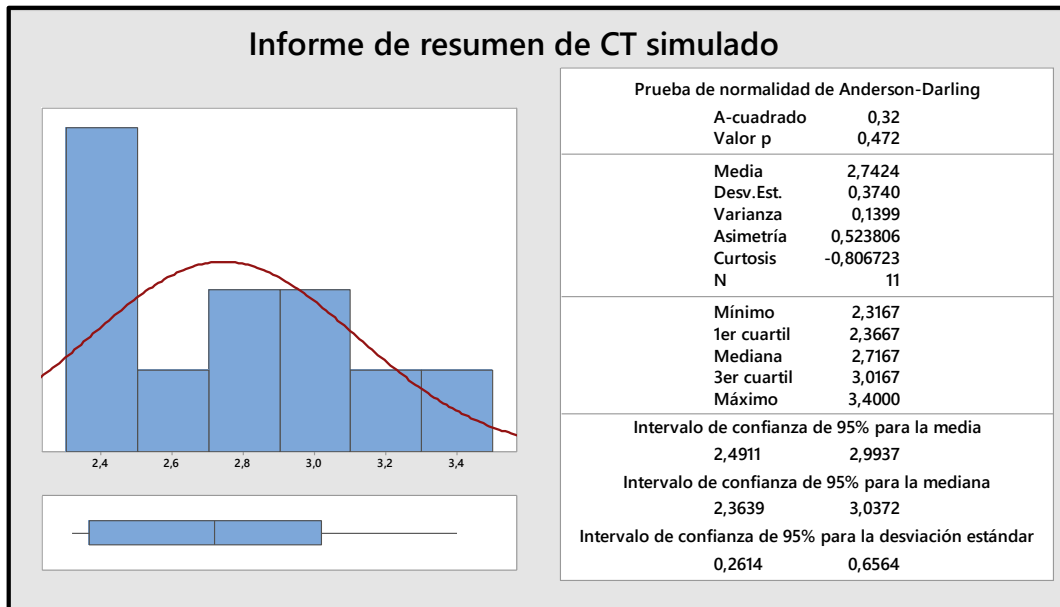 Informe de resumen de CT simulado
2,4 2,6 2,8 3,0 3,2 3,4
Prueba de normalidad de Anderson-Darling
A-cuadrado 0,32
Valor p 0,472
Media 2,7424
Desv.Est. 0,3740
Varianza 0,1399
Asimetría 0,523806
Curtosis -0,806723
N 11
Mínimo 2,3167
1er cuartil 2,3667
Mediana 2,7167
3er cuartil 3,0167
Máximo 3,4000
Intervalo de confianza de 95% para la media
2,4911 2,9937
Intervalo de confianza de 95% para la mediana
2,3639 3,0372
Intervalo de confianza de 95% para la desviación estándar
0,2614 0,6564